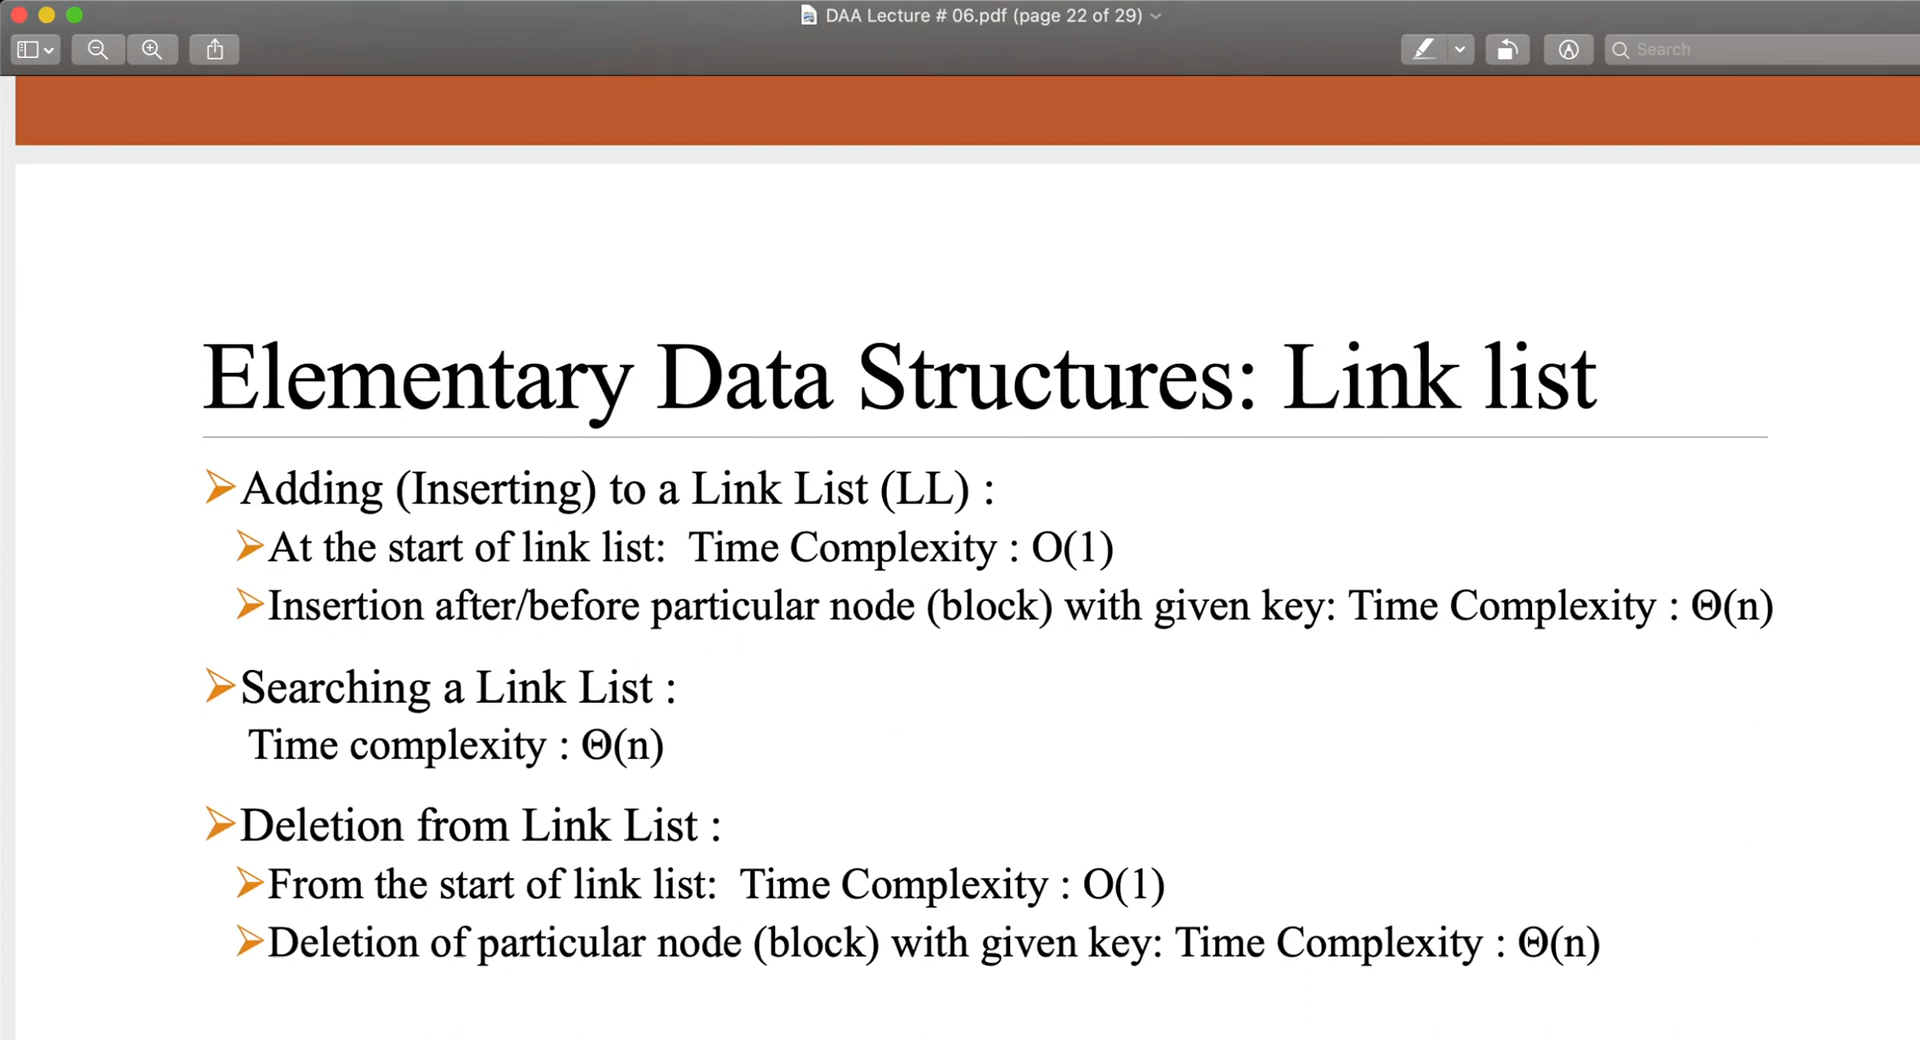 DAA Lecture # 06.pdf (page 22 of 29)
Search
Elementary Data Structures: Link list
Adding (Inserting) to a Link List (LL) :
At the start of link list: Time Complexity : O(1)
Insertion after/before particular node (block) with given key: Time Complexity : Θ(n)
Searching a Link List :
Time complexity : Θ(n)
Deletion from Link List :
From the start of link list: Time Complexity : O(1)
Deletion of particular node (block) with given key: Time Complexity : Θ(n)